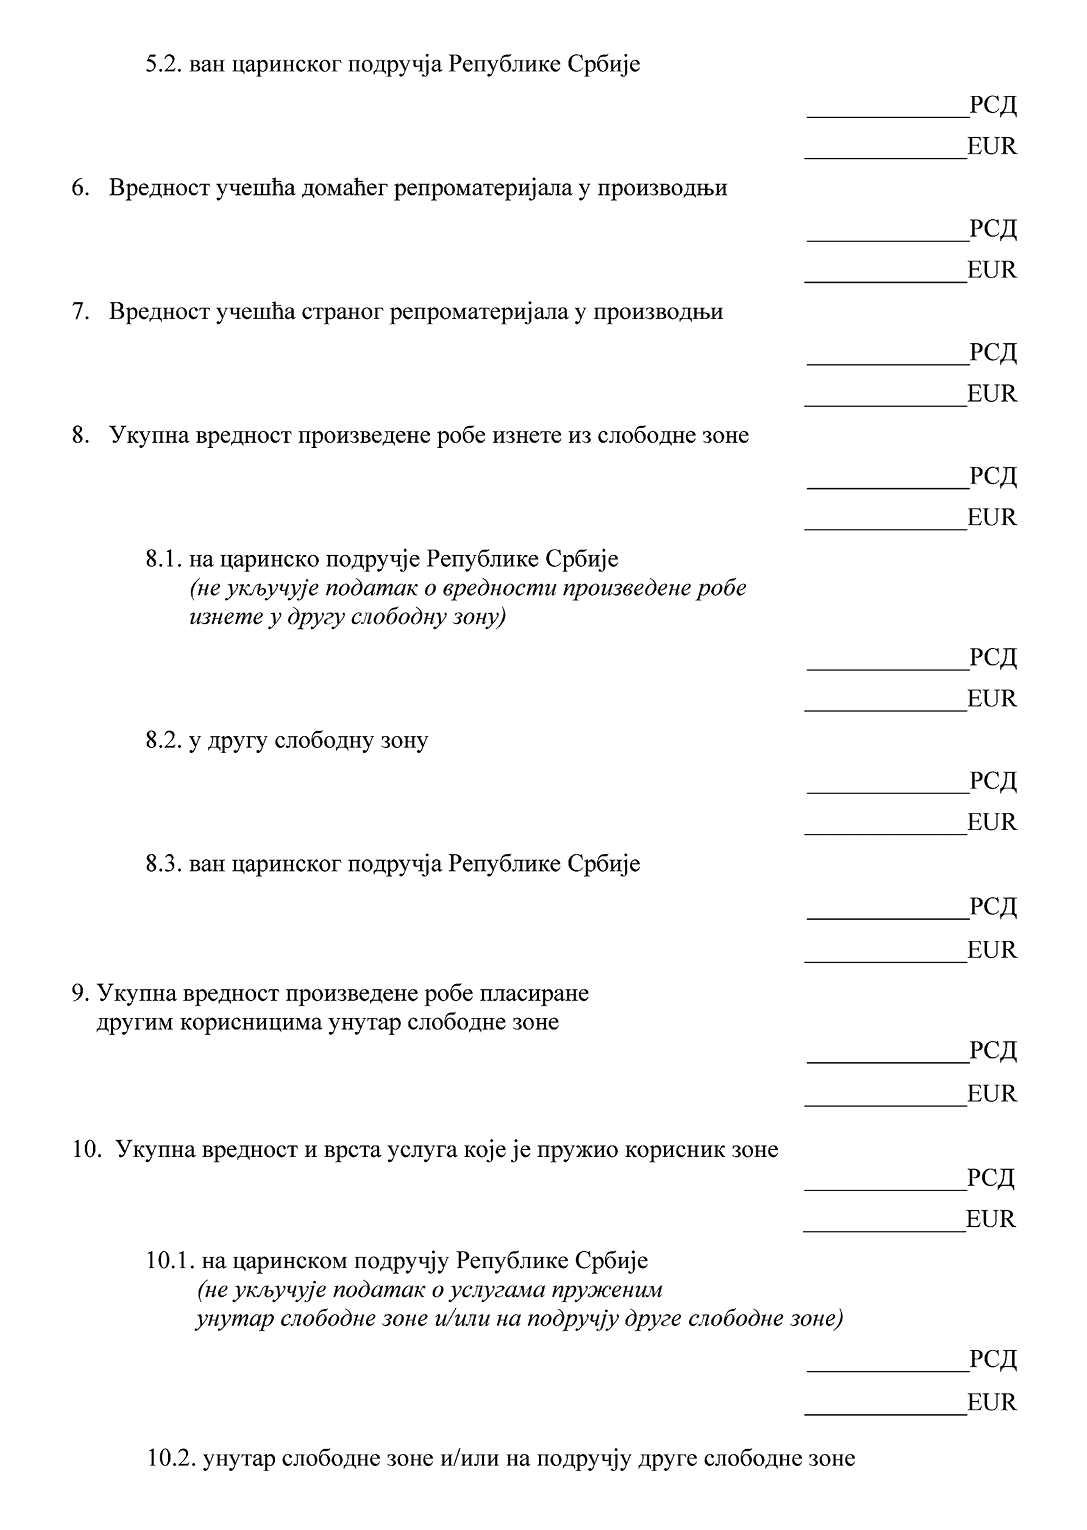 5.2. ван царинског подручја Републике Србије
_____________РСД
_____________EUR
6. Вредност учешћа домаћег репроматеријала у производњи
_____________РСД
_____________EUR
7. Вредност учешћа страног репроматеријала у производњи
_____________РСД
_____________EUR
8. Укупна вредност произведене робе изнете из слободне зоне
_____________РСД
_____________EUR
8.1. на царинско подручје Републике Србије
(не укључује податак о вредности произведене робе
изнете у другу слободну зону)
_____________РСД
_____________EUR
8.2. у другу слободну зону
_____________РСД
_____________EUR
8.3. ван царинског подручја Републике Србије
_____________РСД
_____________EUR
9. Укупна вредност произведене робе пласиране
другим корисницима унутар слободне зоне
_____________РСД
_____________EUR
10. Укупна вредност и врста услуга које је пружио корисник зоне
_____________РСД
_____________EUR
10.1. на царинском подручју Републике Србије
(не укључује податак о услугама пруженим
унутар слободне зоне и/или на подручју друге слободне зоне)
_____________РСД
_____________EUR
10.2. унутар слободне зоне и/или на подручју друге слободне зоне